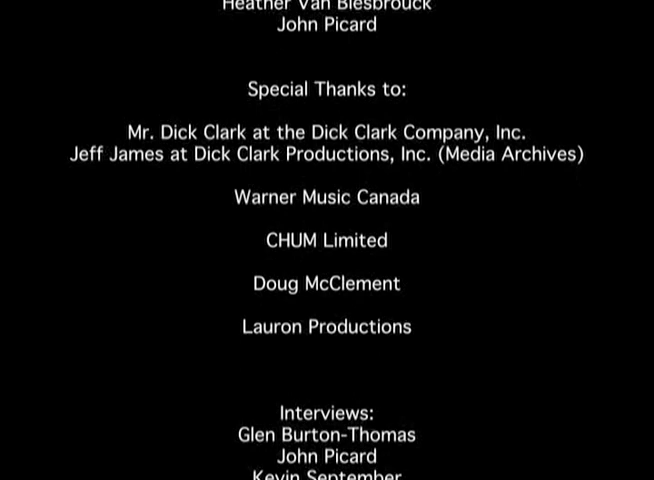 Heather Van Biesbrouck
John Picard
Special Thanks to:
Mr. Dick Clark at the Dick Clark Company, Inc.
Jeff James at Dick Clark Productions, Inc. (Media Archives)
Warner Music Canada
CHUM Limited
Doug McClement
Lauron Productions
Interviews:
Glen Burton-Thomas
John Picard
Kevin September